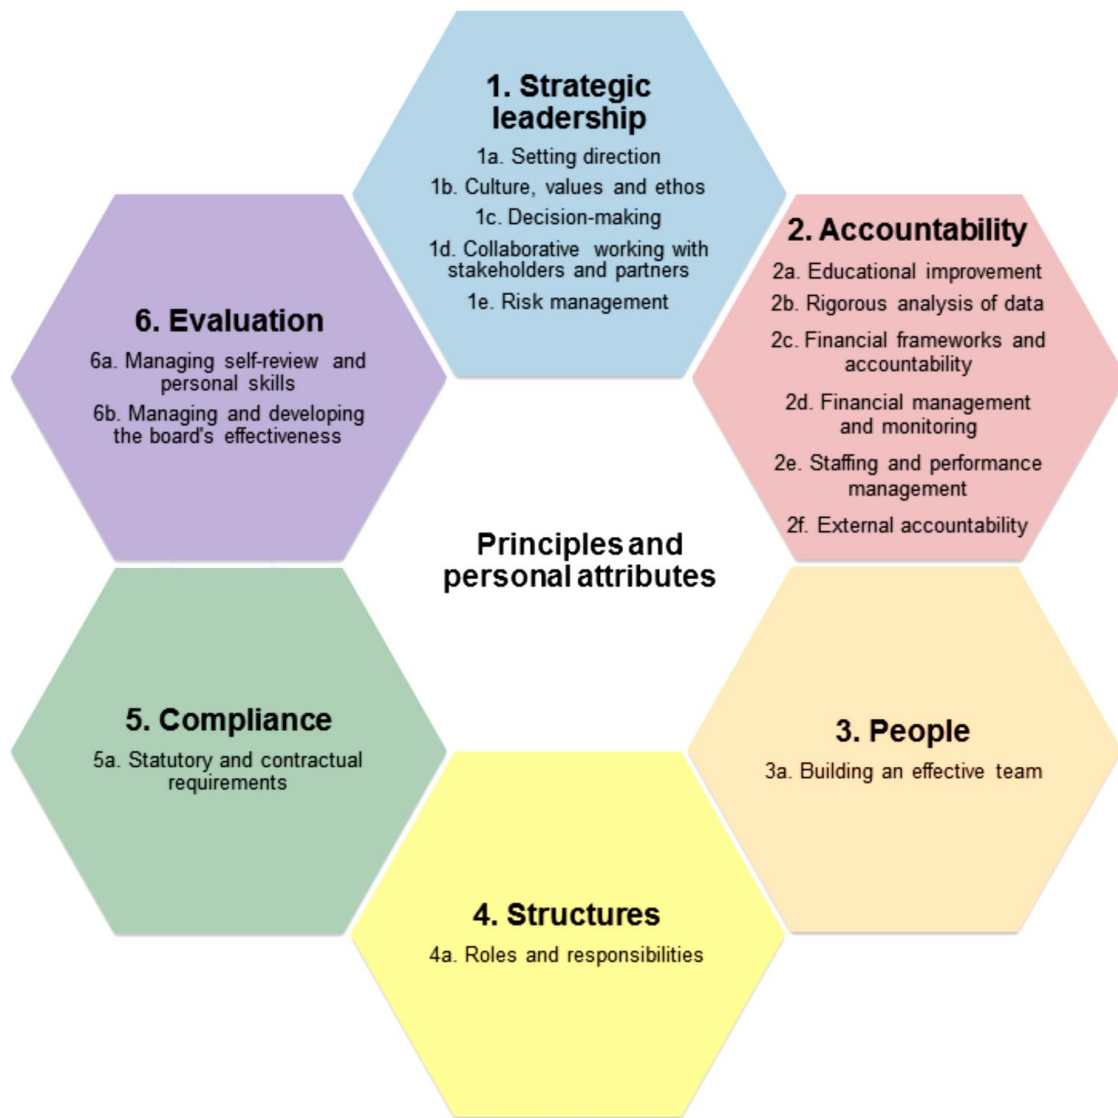 1. Strategic
leadership
1a. Setting direction
1b. Culture, values and ethos
1c. Decision-making
1d. Collaborative working with
stakeholders and partners
1e. Risk management
2. Accountability
2a. Educational improvement
2b. Rigorous analysis of data
2c. Financial frameworks and
accountability
2d. Financial management
and monitoring
2e. Staffing and performance
management
2f. External accountability
3. People
3a. Building an effective team
4. Structures
4a. Roles and responsibilities
5. Compliance
5a. Statutory and contractual
requirements
6. Evaluation
6a. Managing self-review and
personal skills
6b. Managing and developing
the board's effectiveness
Principles and
personal attributes